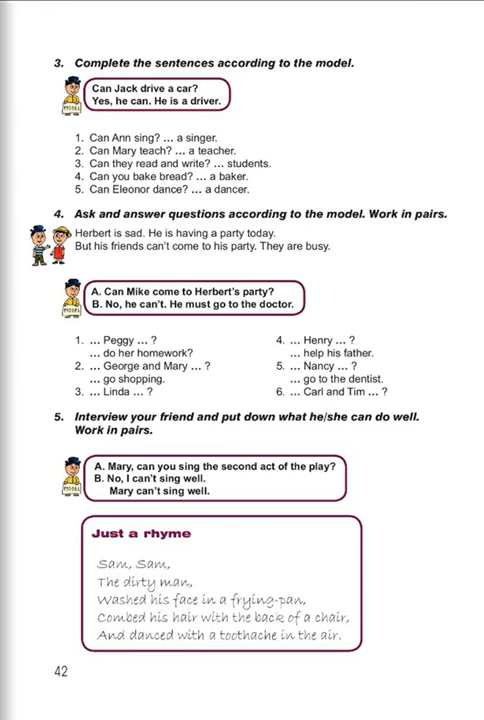 3. Complete the sentences according to the model.
Can Jack drive a car?
Yes, he can. He is a driver.
MODEL
1. Can Ann sing? ... a singer.
2. Can Mary teach? ... a teacher.
3. Can they read and write? ... students.
4. Can you bake bread? ... a baker.
5. Can Eleonor dance? ... a dancer.
4. Ask and answer questions according to the model. Work in pairs.
Herbert is sad. He is having a party today.
But his friends can't come to his party. They are busy.
A. Can Mike come to Herbert's party?
B. No, he can't. He must go to the doctor.
MODEL
1. ... Peggy ... ?
... do her homework?
2. ... George and Mary ... ?
... go shopping.
3. ... Linda ... ?
4. ... Henry ... ?
... help his father.
5. ... Nancy ... ?
... go to the dentist.
6. ... Carl and Tim ... ?
5. Interview your friend and put down what he/she can do well.
Work in pairs.
A. Mary, can you sing the second act of the play?
B. No, I can't sing well.
Mary can't sing well.
MODEL
Just a rhyme
Sam, Sam,
The dirty man,
Washed his face in a frying-pan,
Combed his hair with the back of a chair,
And danced with a toothache in the air.
42